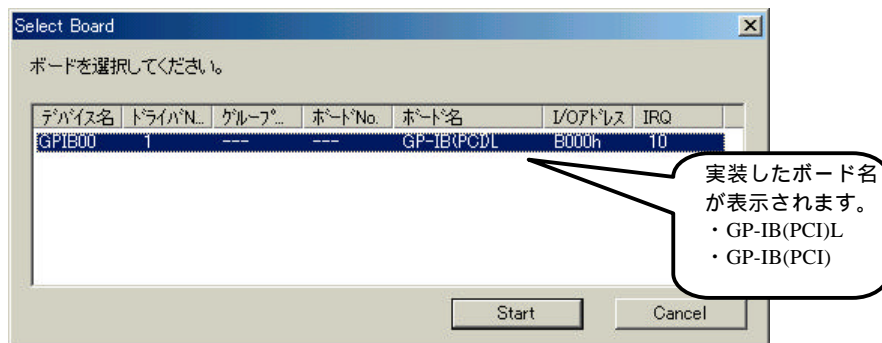 Select Board
ボードを選択してください。
ﾃﾞﾊﾞｲｽ名 ﾄﾞﾗｲﾊﾞN... ｸﾞﾙｰﾌﾟ... ﾎﾞｰﾄﾞNo. ﾎﾞｰﾄﾞ名 I/Oｱﾄﾞﾚｽ IRQ
GPIB00 1 --- --- GP-IB(PCI)L B000h 10
実装したボード名
が表示されます。
・GP-IB(PCI)L
・GP-IB(PCI)
Start Cancel